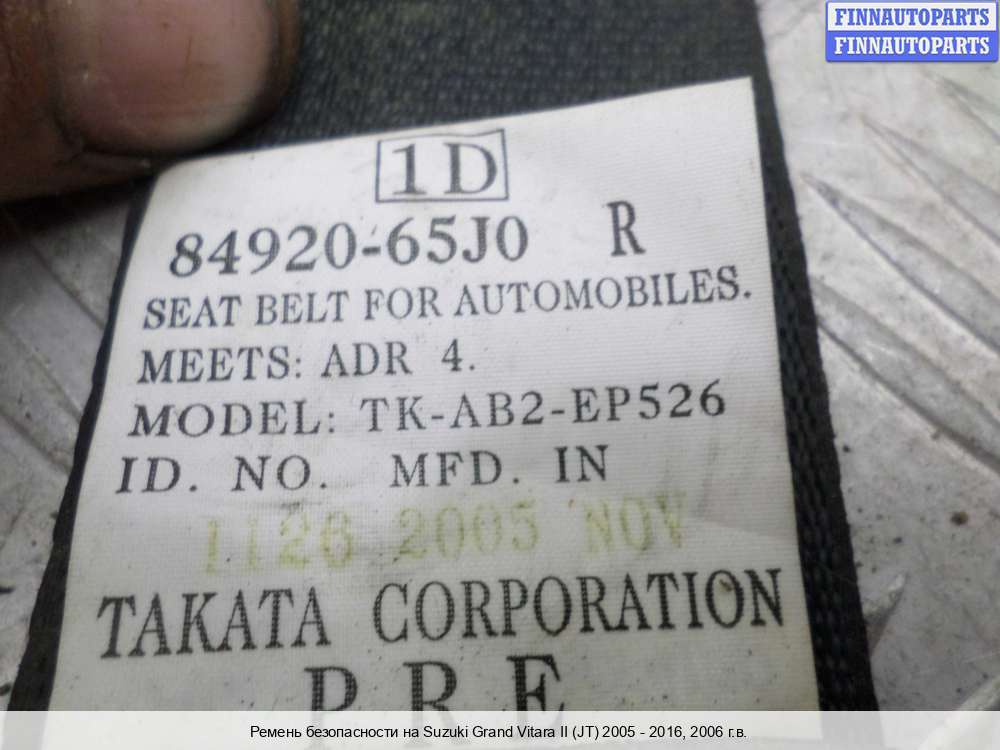 FINNAUTOPARTS
FINNAUTOPARTS
1D
84920-65J0 R
SEAT BELT FOR AUTOMOBILES.
MEETS: ADR 4.
MODEL: TK-AB2-EP526
ID. NO. MFD. IN
1126 2005 NOV
TAKATA CORPORATION
PRE
Ремень безопасности на Suzuki Grand Vitara II (JT) 2005 - 2016, 2006 г.в.